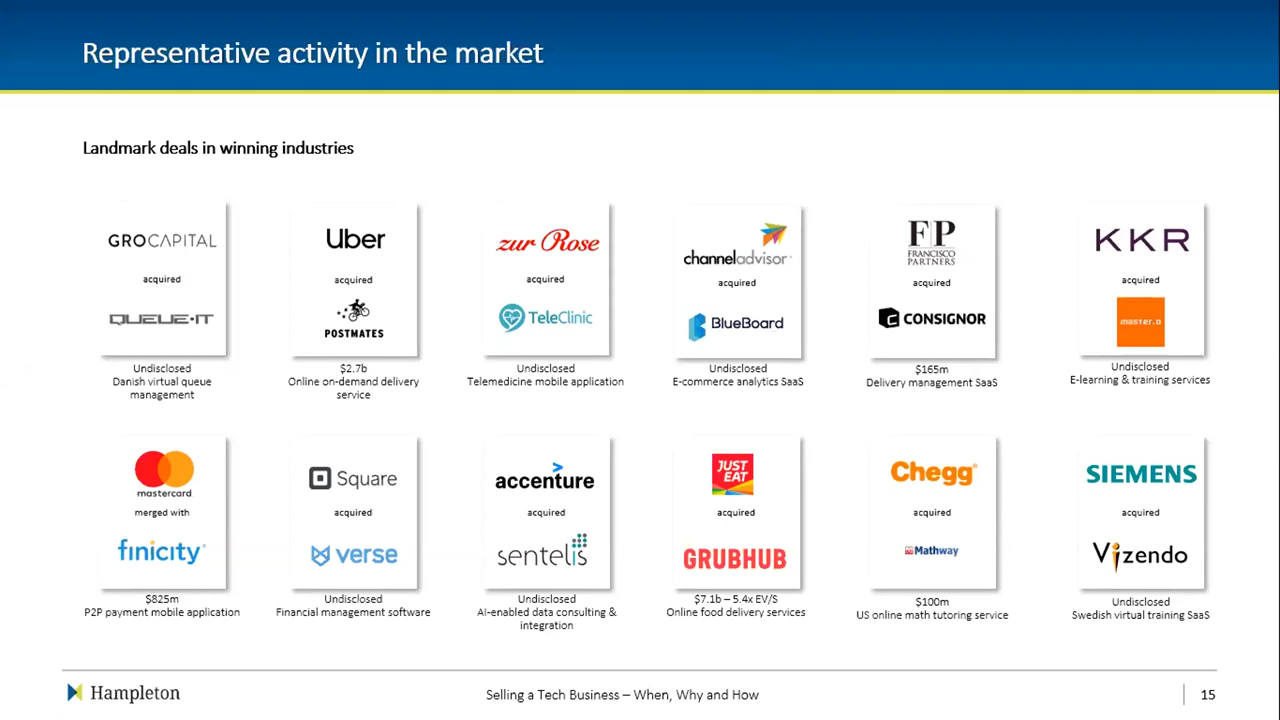 Representative activity in the market
Landmark deals in winning industries
GROCAPITAL
acquired
QUEUE•IT
Undisclosed
Danish virtual queue
management
Uber
acquired
POSTMATES
$2.7b
Online on-demand delivery
service
zur Rose
acquired
TeleClinic
Undisclosed
Telemedicine mobile application
channeladvisor
acquired
BlueBoard
Undisclosed
E-commerce analytics SaaS
FP
FRANCISCO
PARTNERS
acquired
CONSIGNOR
$165m
Delivery management SaaS
KKR
acquired
master.o
Undisclosed
E-learning & training services
mastercard
merged with
finicity
$825m
P2P payment mobile application
Square
acquired
verse
Undisclosed
Financial management software
accenture
acquired
sentelis
Undisclosed
AI-enabled data consulting &
integration
JUST
EAT
acquired
GRUBHUB
$7.1b – 5.4x EV/S
Online food delivery services
Chegg®
acquired
Mathway
$100m
US online math tutoring service
SIEMENS
acquired
Vizendo
Undisclosed
Swedish virtual training SaaS
Hampleton
Selling a Tech Business – When, Why and How
15